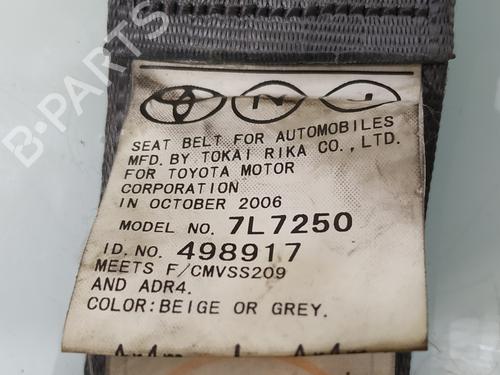 SEAT BELT FOR AUTOMOBILES
MFD. BY TOKAI RIKA CO., LTD.
FOR TOYOTA MOTOR
CORPORATION
IN OCTOBER 2006
MODEL NO. 7L7250
ID. NO. 498917
MEETS F/CMVSS209
AND ADR4.
COLOR:BEIGE OR GREY.
B-PARTS